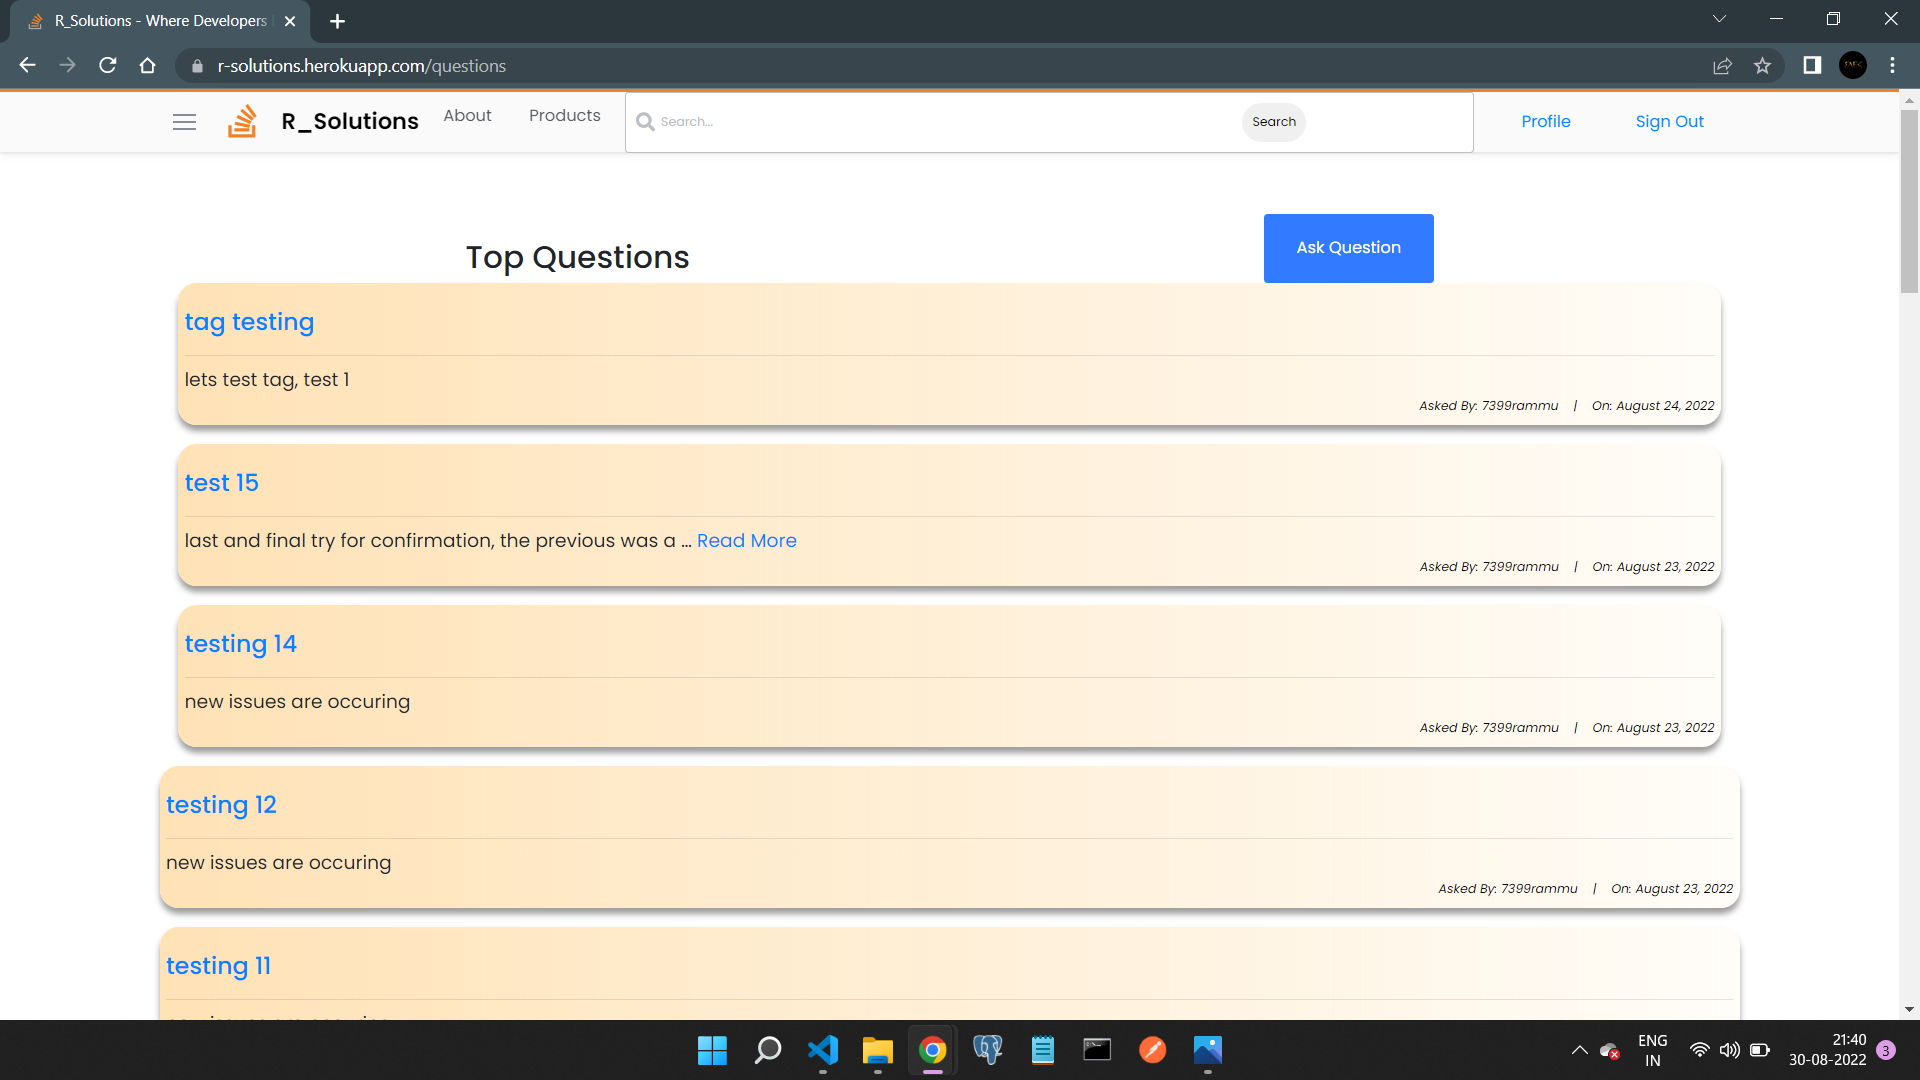 R_Solutions - Where Developers
r-solutions.herokuapp.com/questions
R_Solutions About Products Search... Search Profile Sign Out
Top Questions Ask Question
tag testing
lets test tag, test 1
Asked By: 7399rammu | On: August 24, 2022
test 15
last and final try for confirmation, the previous was a ... Read More
Asked By: 7399rammu | On: August 23, 2022
testing 14
new issues are occuring
Asked By: 7399rammu | On: August 23, 2022
testing 12
new issues are occuring
Asked By: 7399rammu | On: August 23, 2022
testing 11
ENG 21:40
IN 30-08-2022 3